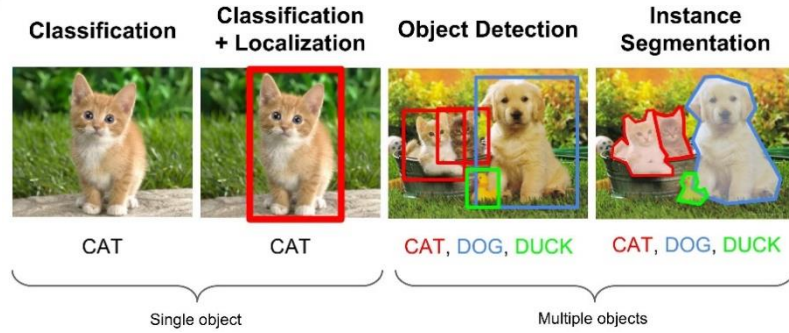 Classification
Classification
+ Localization
Object Detection
Instance
Segmentation
CAT
CAT
CAT, DOG, DUCK
CAT, DOG, DUCK
Single object
Multiple objects